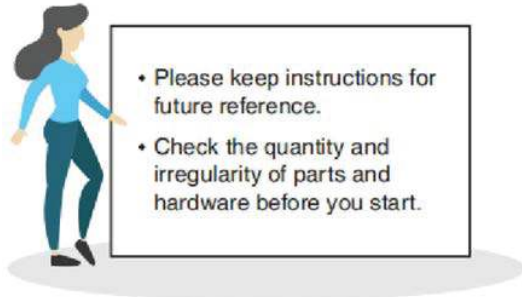 • Please keep instructions for
future reference.
• Check the quantity and
irregularity of parts and
hardware before you start.